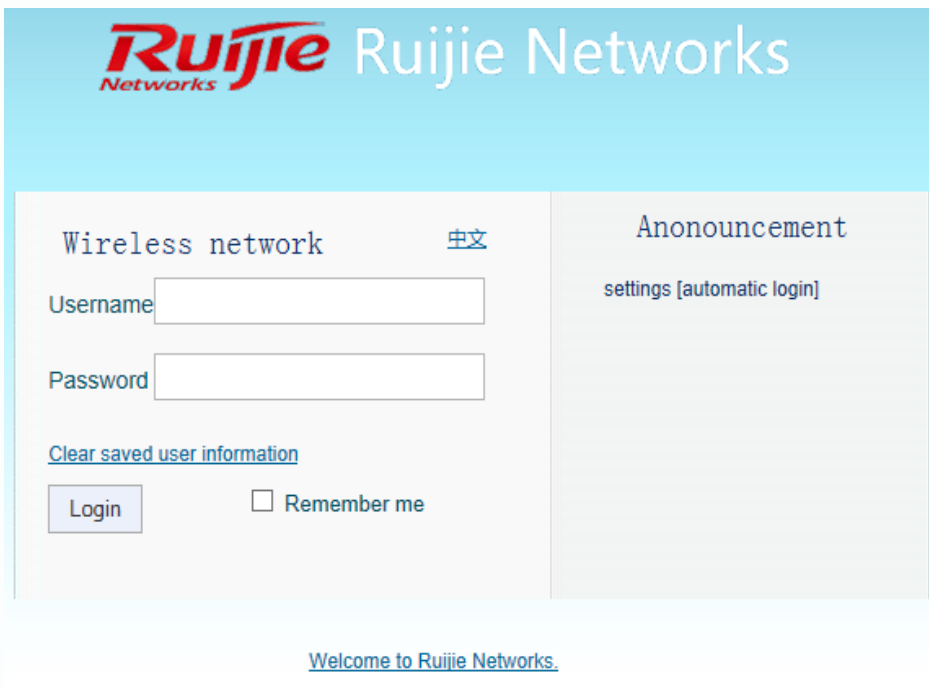 Ruijie Networks Ruijie Networks
Wireless network 中文
Username
Password
Clear saved user information
Login Remember me
Anonouncement
settings [automatic login]
Welcome to Ruijie Networks.